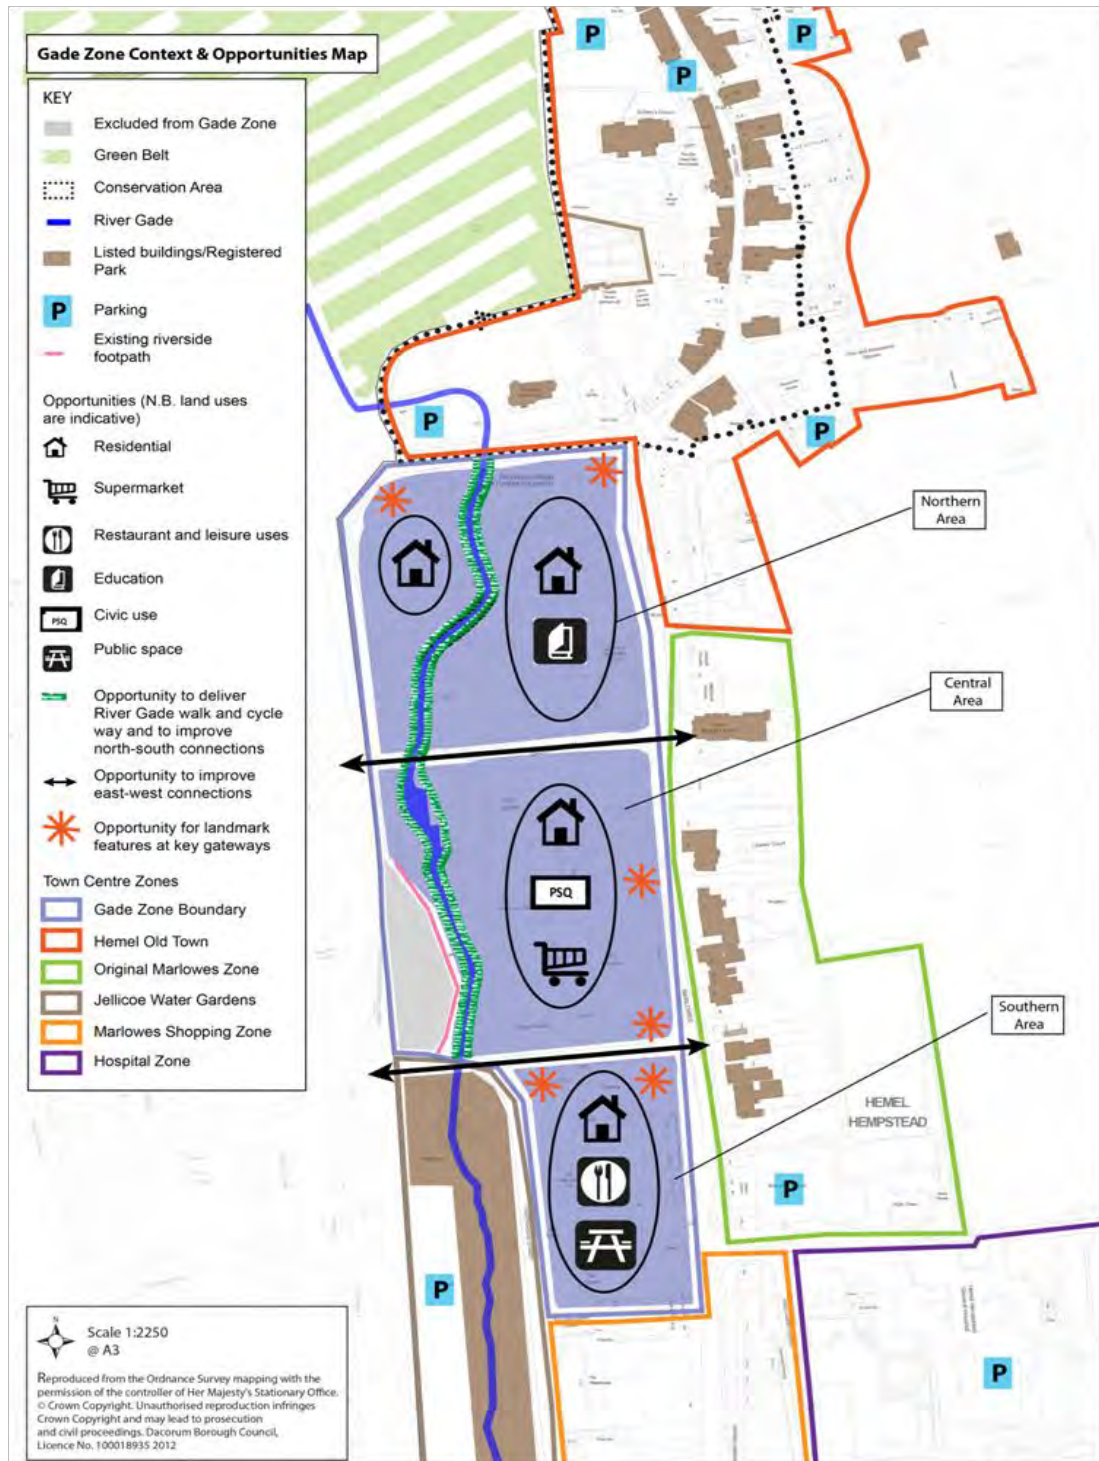 Gade Zone Context & Opportunities Map
KEY
Excluded from Gade Zone
Green Belt
Conservation Area
River Gade
Listed buildings/Registered
Park
P
Parking
Existing riverside
footpath
Opportunities (N.B. land uses
are indicative)
Residential
Supermarket
Restaurant and leisure uses
Education
PSQ
Civic use
Public space
Opportunity to deliver
River Gade walk and cycle
way and to improve
north-south connections
Opportunity to improve
east-west connections
Opportunity for landmark
features at key gateways
Town Centre Zones
Gade Zone Boundary
Hemel Old Town
Original Marlowes Zone
Jellicoe Water Gardens
Marlowes Shopping Zone
Hospital Zone
P
P
P
P
P
Northern
Area
Central
Area
PSQ
Southern
Area
HEMEL
HEMPSTEAD
P
P
P
N
Scale 1:2250
@ A3
Reproduced from the Ordnance Survey mapping with the
permission of the controller of Her Majesty's Stationary Office.
© Crown Copyright. Unauthorised reproduction infringes
Crown Copyright and may lead to prosecution
and civil proceedings. Dacorum Borough Council,
Licence No. 100018935 2012